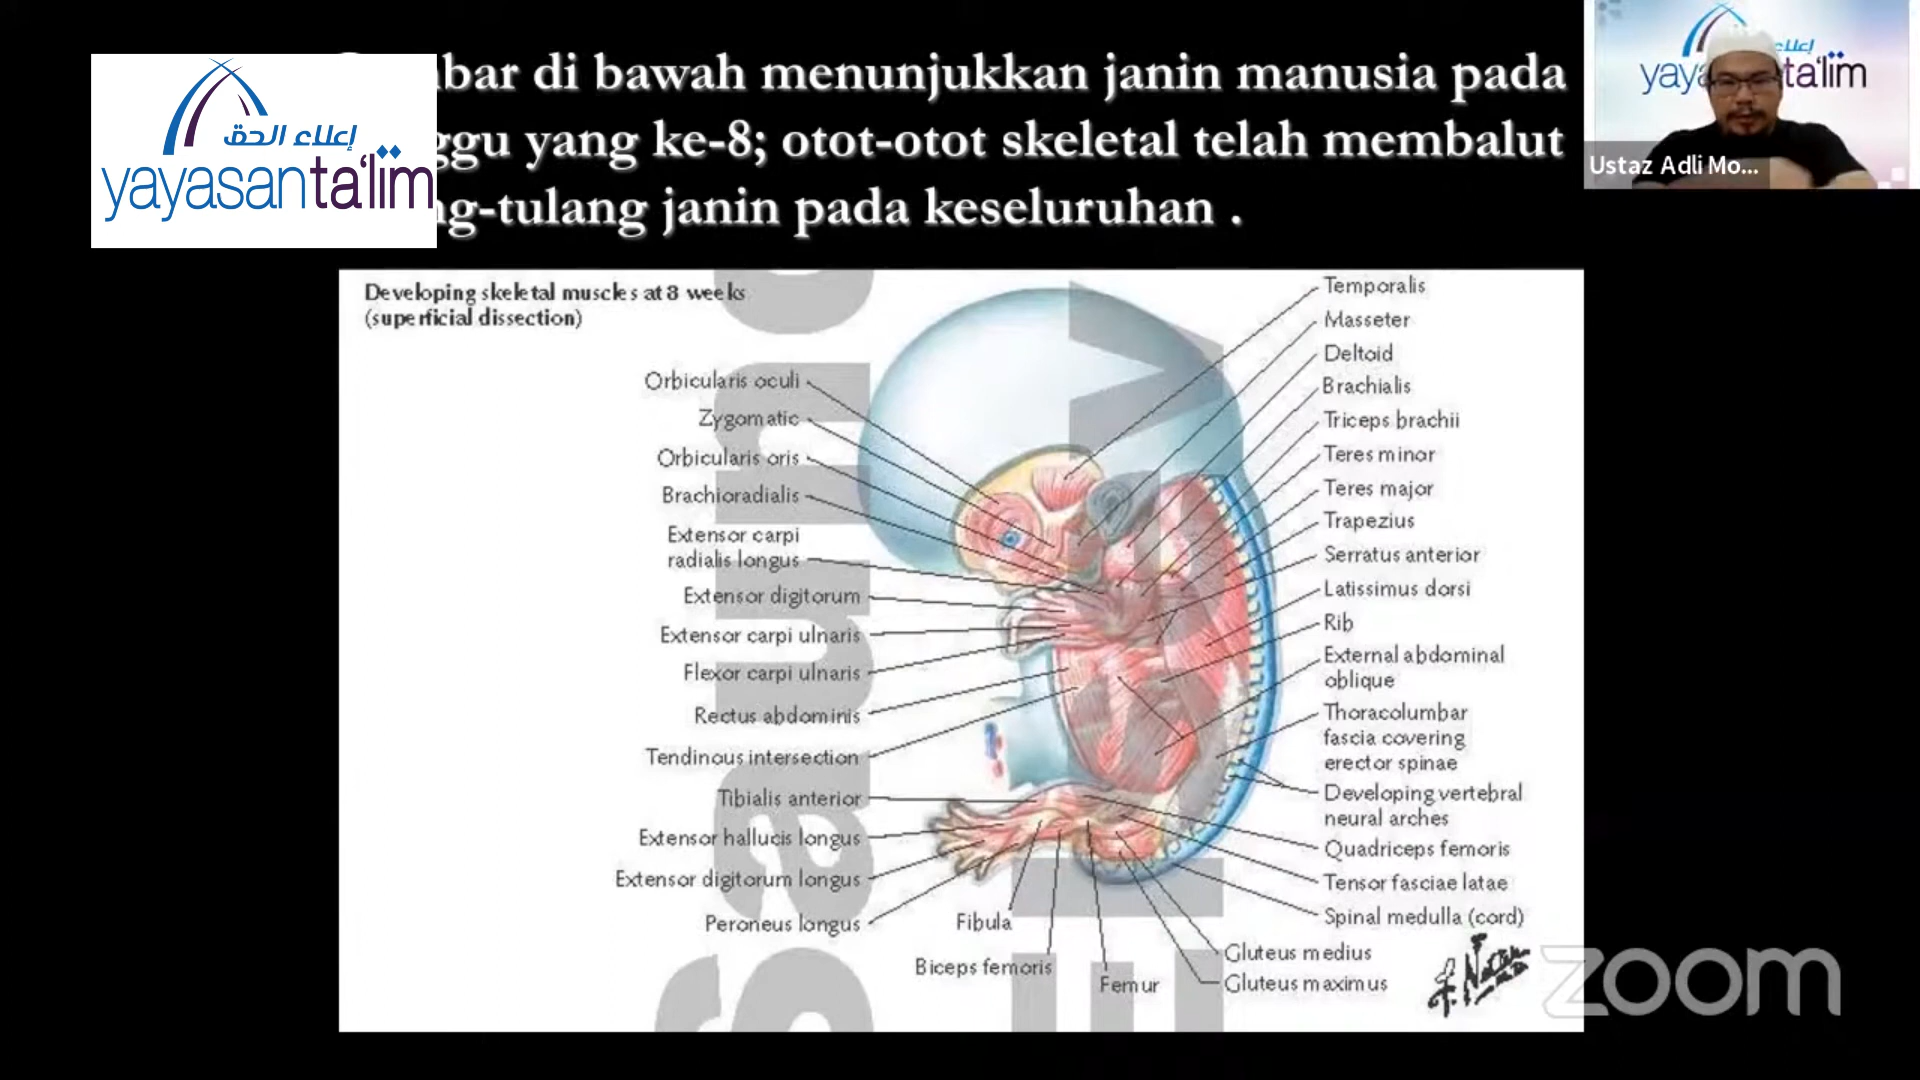 bar di bawah menunjukkan janin manusia pada
ggu yang ke-8; otot-otot skeletal telah membalut
ng-tulang janin pada keseluruhan .
إعلاء الحق
yayasanta'lim
إعلاء
yaya ta'lim
Ustaz Adli Mo...
Developing skeletal muscles at 8 weeks
(superficial dissection)
Orbicularis oculi
Zygomatic
Orbicularis oris
Brachioradialis
Extensor carpi
radialis longus
Extensor digitorum
Extensor carpi ulnaris
Flexor carpi ulnaris
Rectus abdominis
Tendinous intersection
Tibialis anterior
Extensor hallucis longus
Extensor digitorum longus
Peroneus longus
Fibula
Biceps femoris
Femur
Temporalis
Masseter
Deltoid
Brachialis
Triceps brachii
Teres minor
Teres major
Trapezius
Serratus anterior
Latissimus dorsi
Rib
External abdominal
oblique
Thoracolumbar
fascia covering
erector spinae
Developing vertebral
neural arches
Quadriceps femoris
Tensor fasciae latae
Spinal medulla (cord)
Gluteus medius
Gluteus maximus
zoom